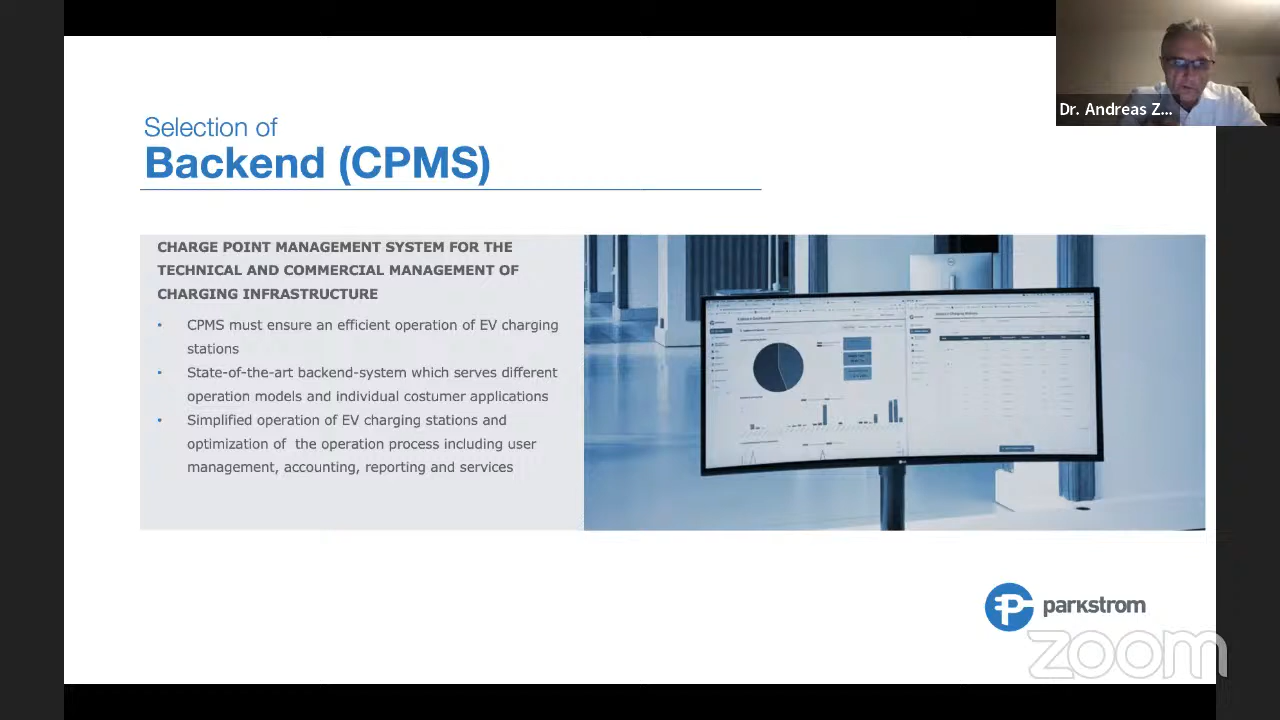 Dr. Andreas Z...
Selection of
Backend (CPMS)
CHARGE POINT MANAGEMENT SYSTEM FOR THE
TECHNICAL AND COMMERCIAL MANAGEMENT OF
CHARGING INFRASTRUCTURE
• CPMS must ensure an efficient operation of EV charging
stations
• State-of-the-art backend-system which serves different
operation models and individual costumer applications
• Simplified operation of EV charging stations and
optimization of the operation process including user
management, accounting, reporting and services
parkstrom
zoom